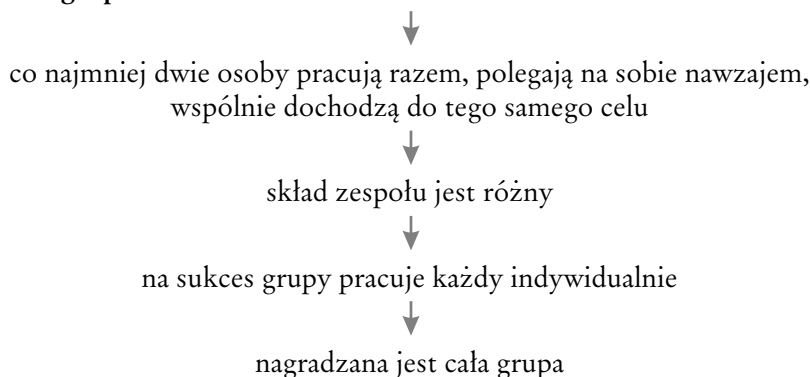 co najmniej dwie osoby pracują razem, polegają na sobie nawzajem,
wspólnie dochodzą do tego samego celu
skład zespołu jest różny
na sukces grupy pracuje każdy indywidualnie
nagradzana jest cała grupa